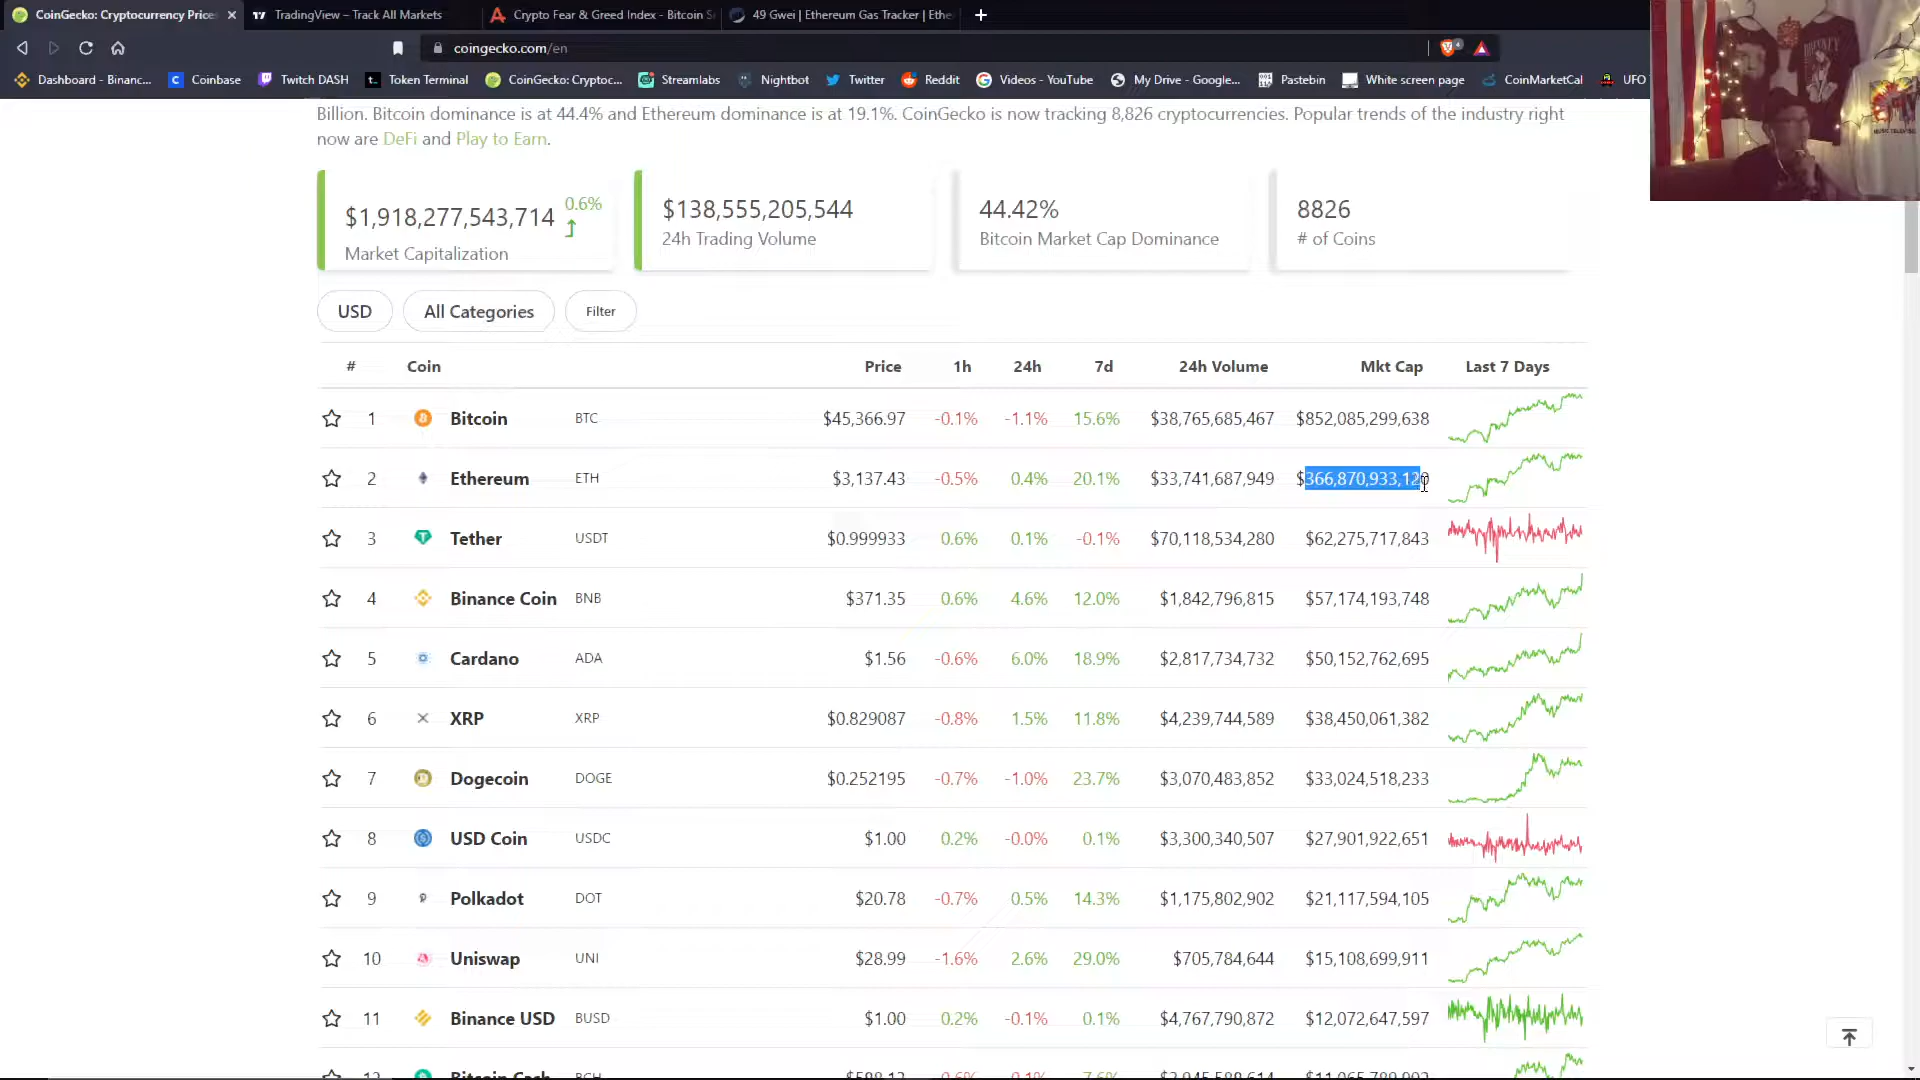 CoinGecko: Cryptocurrency Prices
TradingView – Track All Markets
Crypto Fear & Greed Index - Bitcoin S
49 Gwei | Ethereum Gas Tracker | Ethe
coingecko.com/en
Dashboard - Binanc... Coinbase Twitch DASH Token Terminal CoinGecko: Cryptoc... Streamlabs Nightbot Twitter Reddit Videos - YouTube My Drive - Google... Pastebin White screen page CoinMarketCal UFO
Billion. Bitcoin dominance is at 44.4% and Ethereum dominance is at 19.1%. CoinGecko is now tracking 8,826 cryptocurrencies. Popular trends of the industry right
now are DeFi and Play to Earn.
$1,918,277,543,714 0.6%
Market Capitalization
$138,555,205,544
24h Trading Volume
44.42%
Bitcoin Market Cap Dominance
8826
# of Coins
USD All Categories Filter
# Coin Price 1h 24h 7d 24h Volume Mkt Cap Last 7 Days
1 Bitcoin BTC $45,366.97 -0.1% -1.1% 15.6% $38,765,685,467 $852,085,299,638
2 Ethereum ETH $3,137.43 -0.5% 0.4% 20.1% $33,741,687,949 $366,870,933,120
3 Tether USDT $0.999933 0.6% 0.1% -0.1% $70,118,534,280 $62,275,717,843
4 Binance Coin BNB $371.35 0.6% 4.6% 12.0% $1,842,796,815 $57,174,193,748
5 Cardano ADA $1.56 -0.6% 6.0% 18.9% $2,817,734,732 $50,152,762,695
6 XRP XRP $0.829087 -0.8% 1.5% 11.8% $4,239,744,589 $38,450,061,382
7 Dogecoin DOGE $0.252195 -0.7% -1.0% 23.7% $3,070,483,852 $33,024,518,233
8 USD Coin USDC $1.00 0.2% -0.0% 0.1% $3,300,340,507 $27,901,922,651
9 Polkadot DOT $20.78 -0.7% 0.5% 14.3% $1,175,802,902 $21,117,594,105
10 Uniswap UNI $28.99 -1.6% 2.6% 29.0% $705,784,644 $15,108,699,911
11 Binance USD BUSD $1.00 0.2% -0.1% 0.1% $4,767,790,872 $12,072,647,597
12 Bitcoin Cash BCH